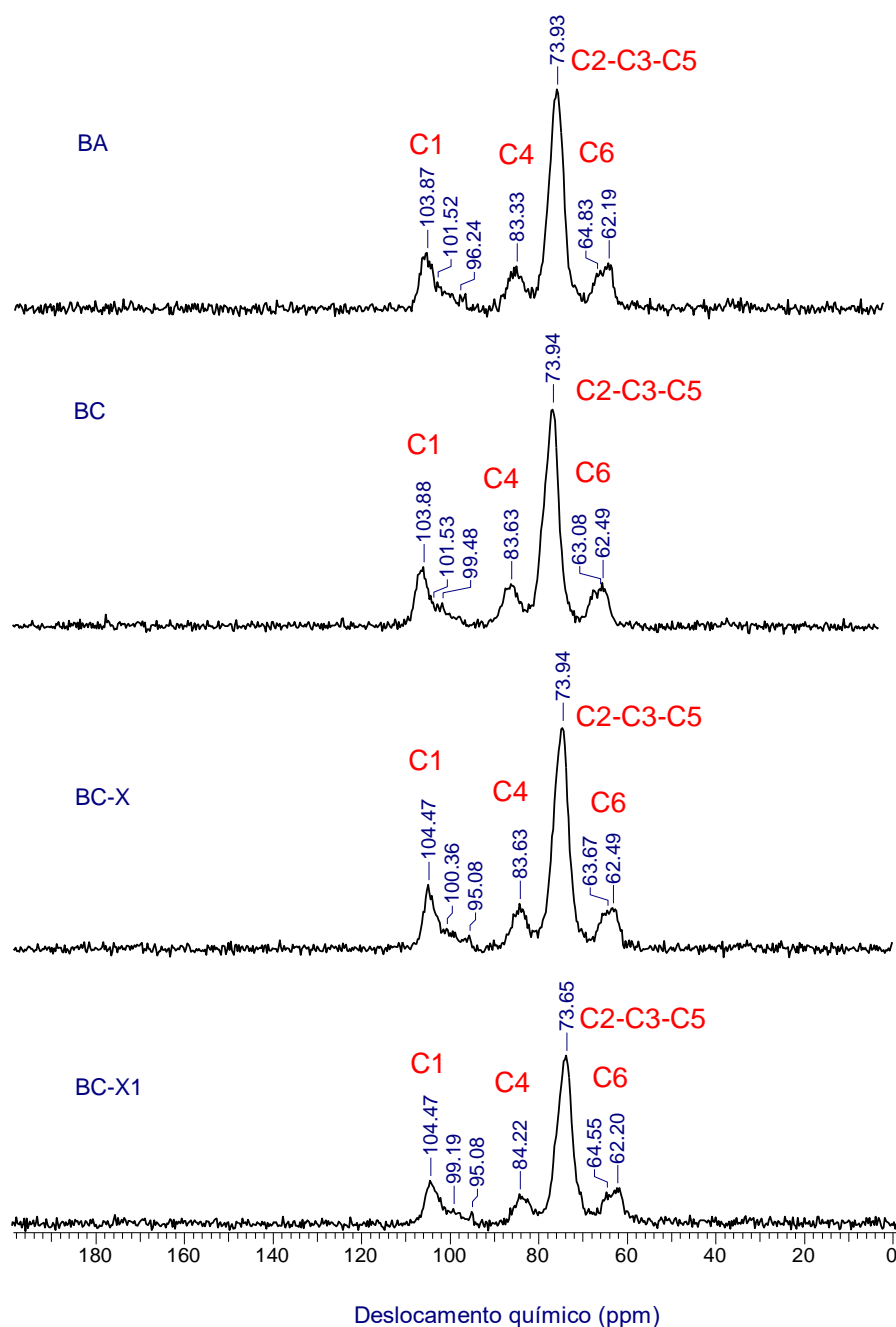 73.93
C2-C3-C5
BA
C1
C4
C6
103.87
101.52
96.24
83.33
64.83
62.19
73.94
C2-C3-C5
BC
C1
C4
C6
103.88
101.53
99.48
83.63
63.08
62.49
73.94
C2-C3-C5
BC-X
C1
C4
C6
104.47
100.36
95.08
83.63
63.67
62.49
73.65
C2-C3-C5
BC-X1
C1
C4
C6
104.47
99.19
95.08
84.22
64.55
62.20
180 160 140 120 100 80 60 40 20 0
Deslocamento químico (ppm)